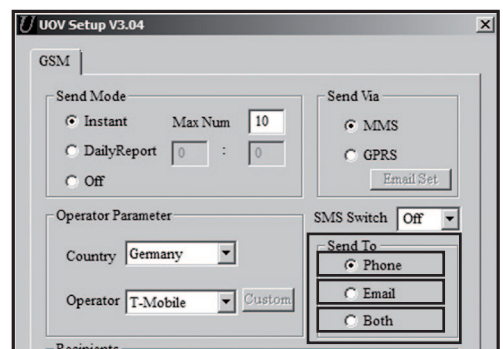 UOV Setup V3.04
GSM
Send Mode
Instant Max Num 10
DailyReport 0 : 0
Off
Send Via
MMS
GPRS
Email Set
Operator Parameter
Country Germany
Operator T-Mobile Custom
SMS Switch Off
Send To
Phone
Email
Both
Recipients